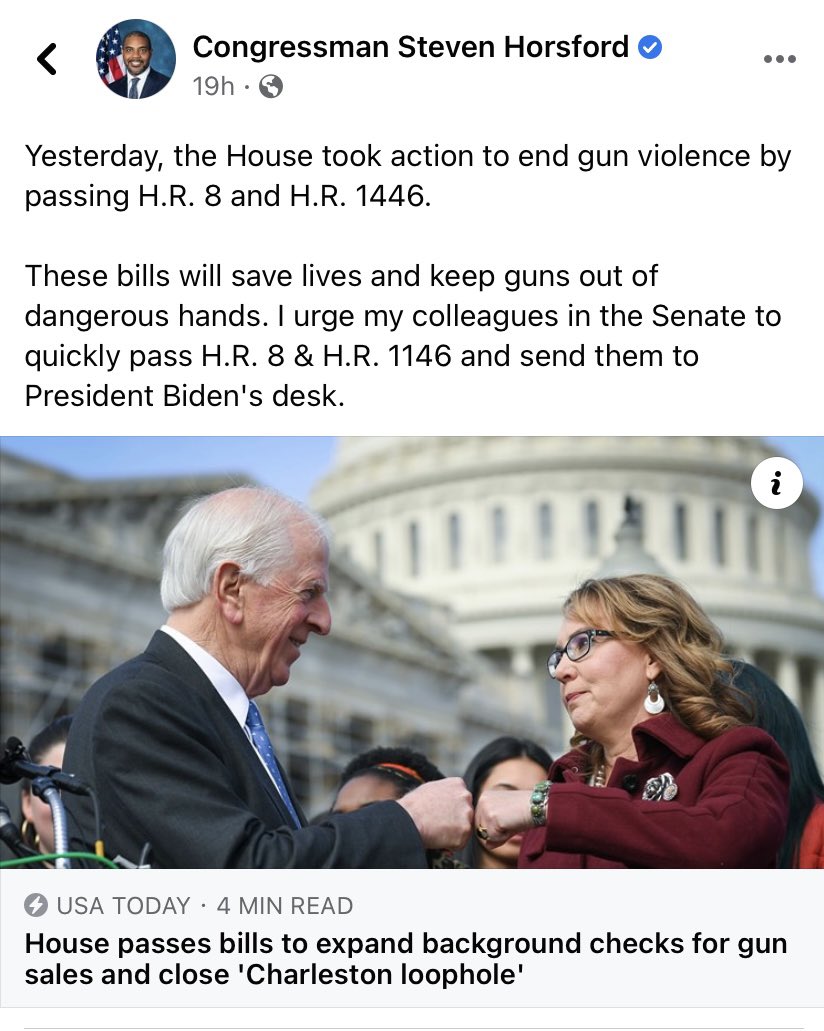 Congressman Steven Horsford
19h ·
Yesterday, the House took action to end gun violence by
passing H.R. 8 and H.R. 1446.
These bills will save lives and keep guns out of
dangerous hands. I urge my colleagues in the Senate to
quickly pass H.R. 8 & H.R. 1146 and send them to
President Biden's desk.
i
USA TODAY · 4 MIN READ
House passes bills to expand background checks for gun
sales and close 'Charleston loophole'